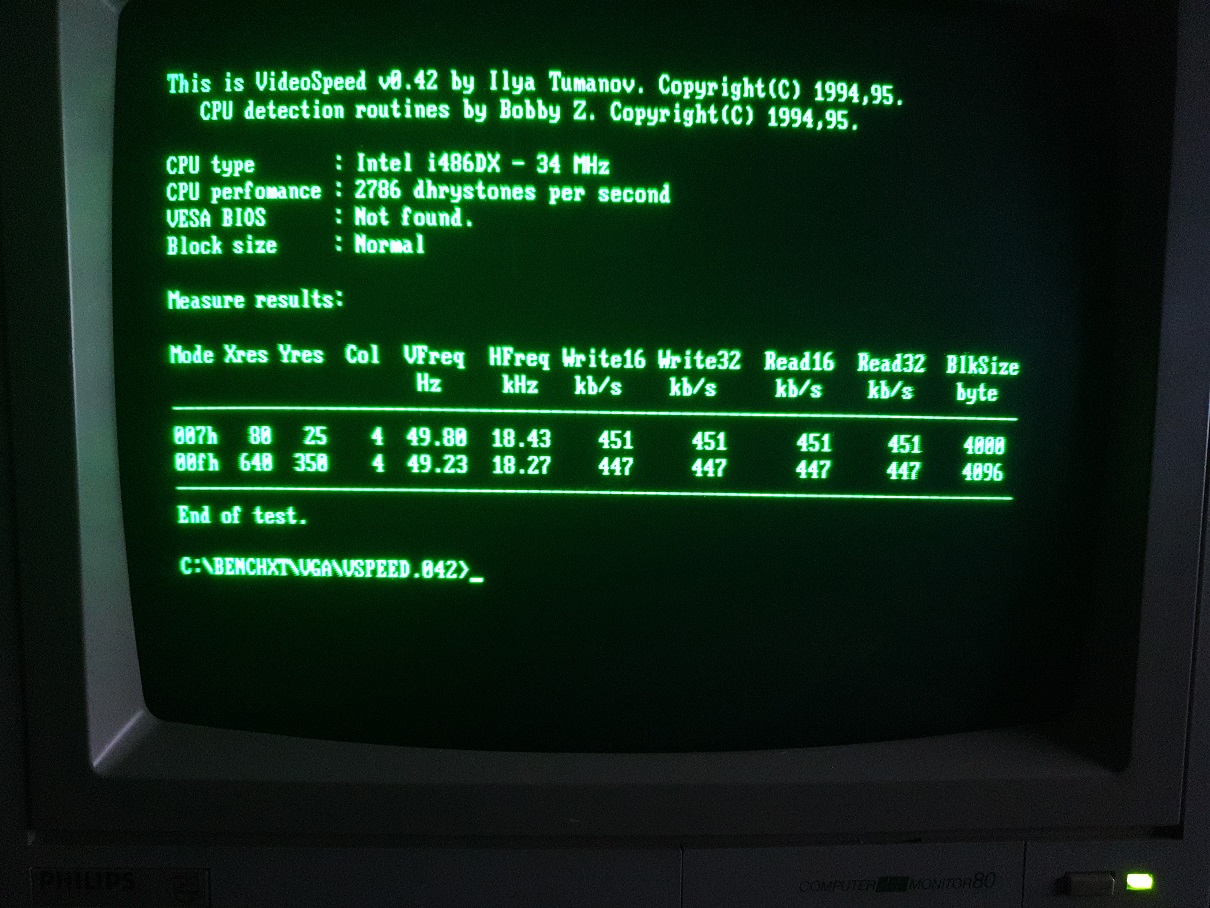 This is VideoSpeed v0.42 by Ilya Tumanov. Copyright(C) 1994,95.
CPU detection routines by Bobby Z. Copyright(C) 1994,95.
CPU type : Intel i486DX - 34 MHz
CPU perfomance : 2786 dhrystones per second
VESA BIOS : Not found.
Block size : Normal
Measure results:
Mode Xres Yres Col VFreq HFreq Write16 Write32 Read16 Read32 BlkSize
Hz kHz kb/s kb/s kb/s kb/s byte
007h 80 25 4 49.80 18.43 451 451 451 451 4000
00fh 640 350 4 49.23 18.27 447 447 447 447 4096
End of test.
C:\BENCHXT\VGA\VSPEED.042>_
PHILIPS
COMPUTER MONITOR80